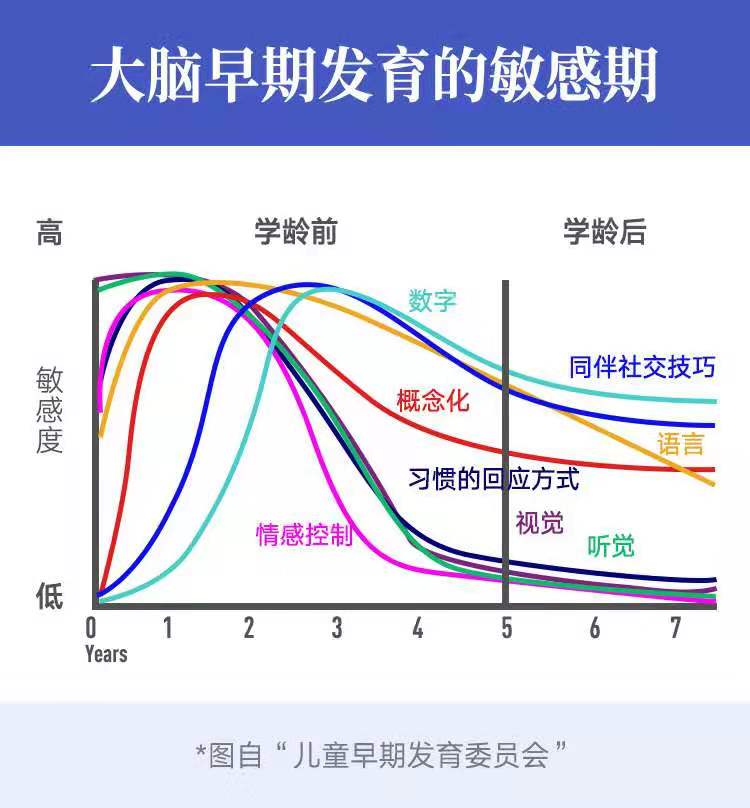 大脑早期发育的敏感期
高 学龄前 学龄后
数字
同伴社交技巧
敏感度
概念化
语言
习惯的回应方式
视觉
情感控制
听觉
低
0 1 2 3 4 5 6 7
Years
*图自“儿童早期发育委员会”